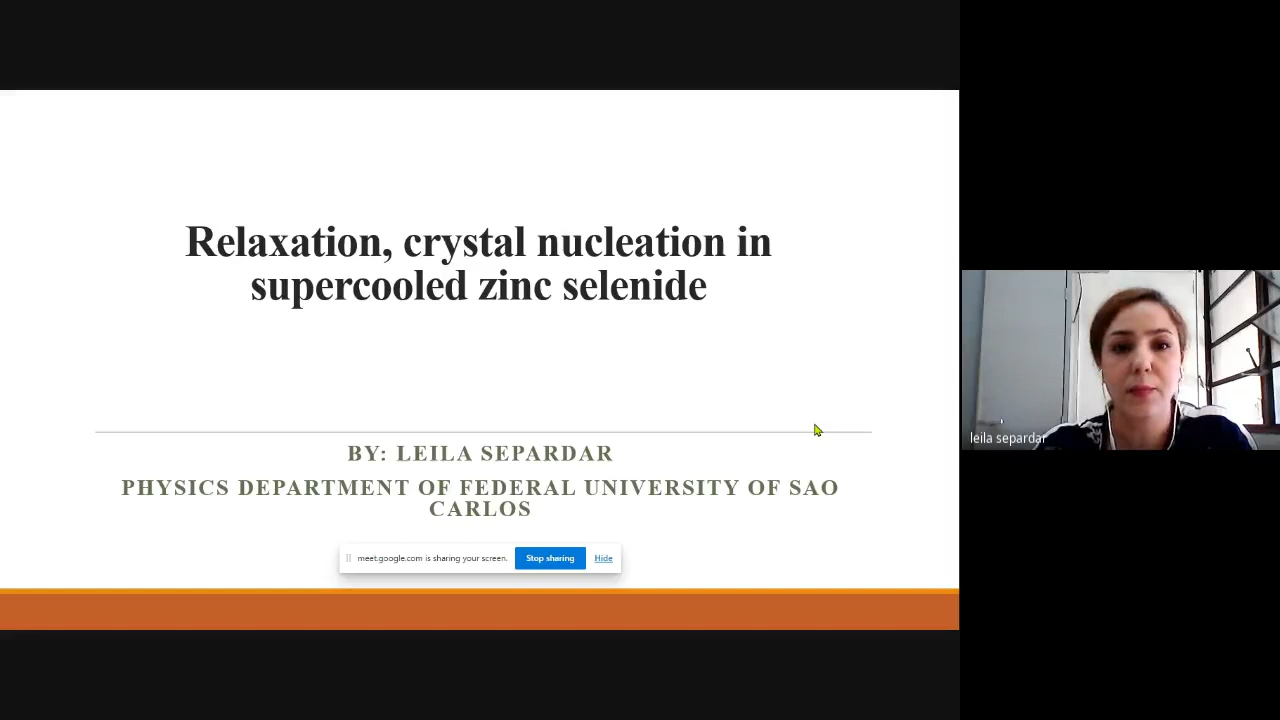 Relaxation, crystal nucleation in
supercooled zinc selenide
BY: LEILA SEPARDAR
PHYSICS DEPARTMENT OF FEDERAL UNIVERSITY OF SAO
CARLOS
meet.google.com is sharing your screen. Stop sharing Hide
leila separdar